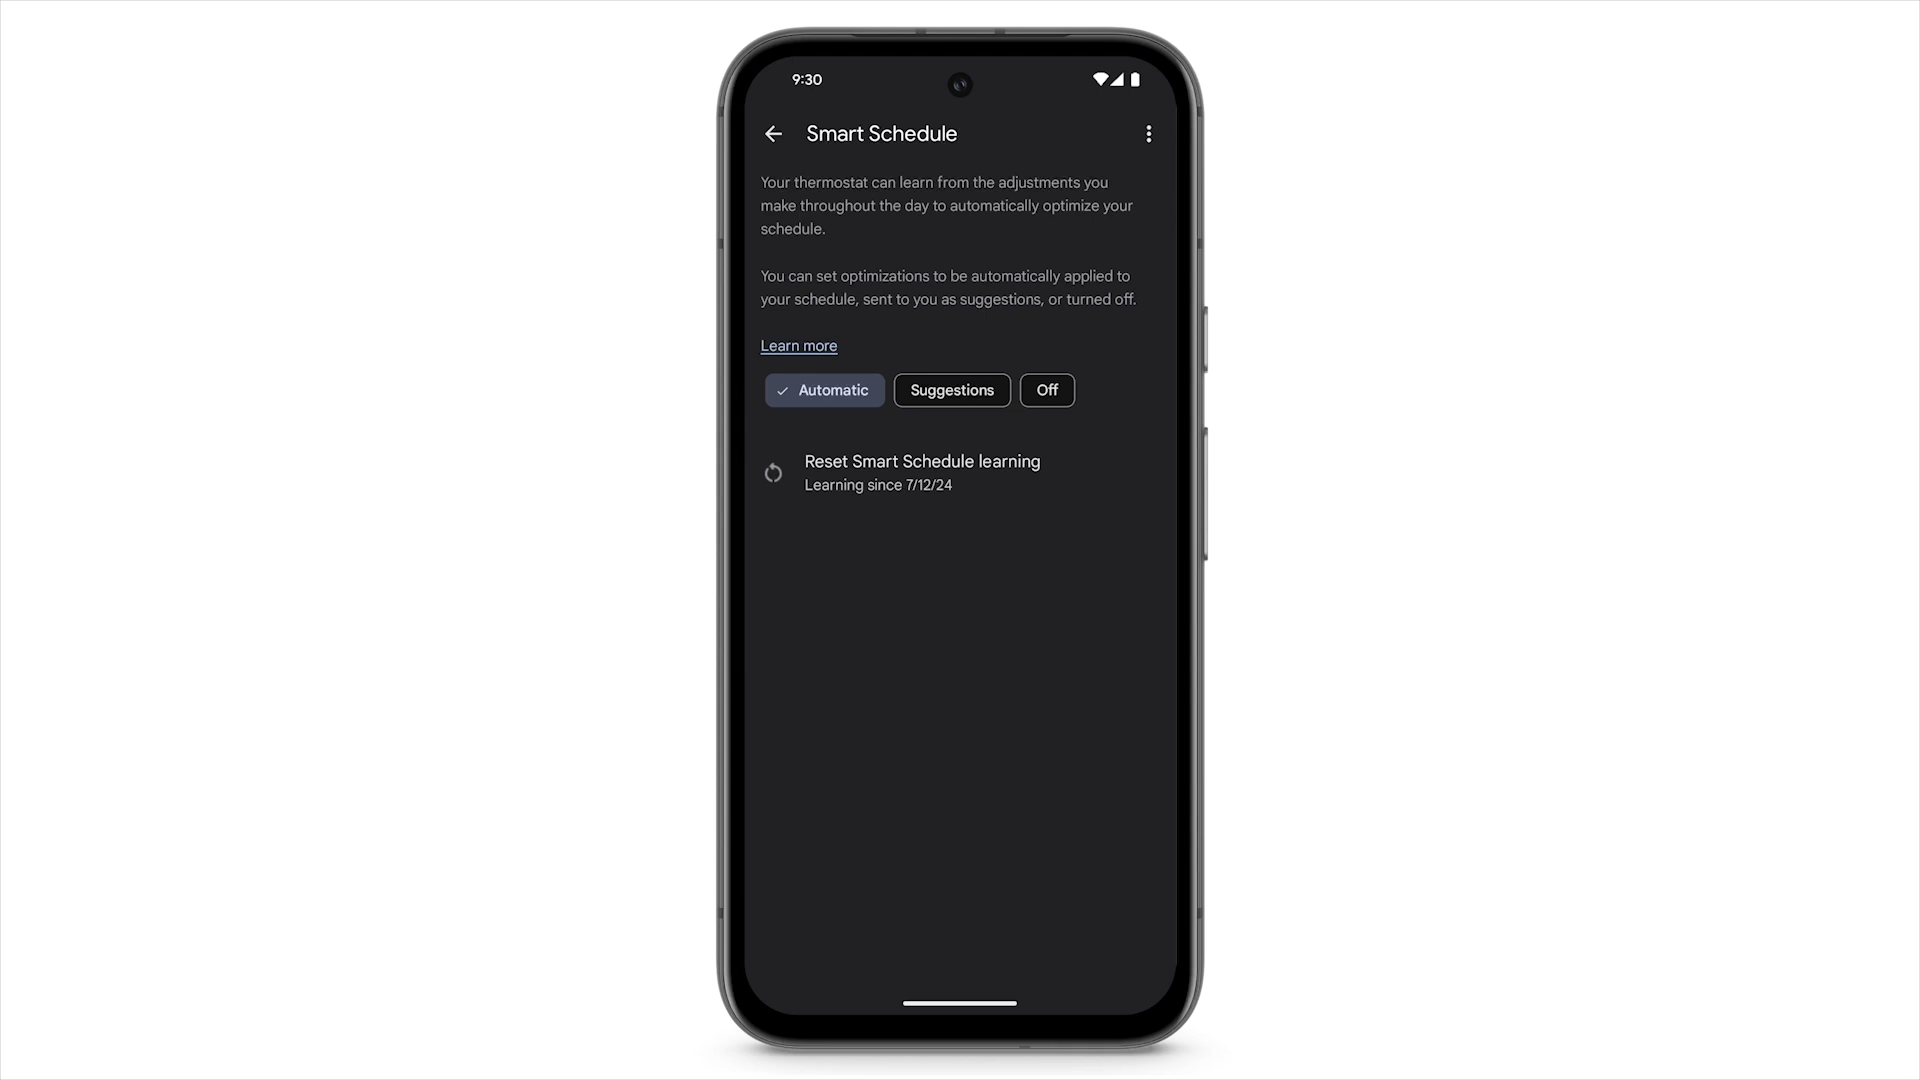 9:30
Smart Schedule
Your thermostat can learn from the adjustments you
make throughout the day to automatically optimize your
schedule.
You can set optimizations to be automatically applied to
your schedule, sent to you as suggestions, or turned off.
Learn more
Automatic Suggestions Off
Reset Smart Schedule learning
Learning since 7/12/24